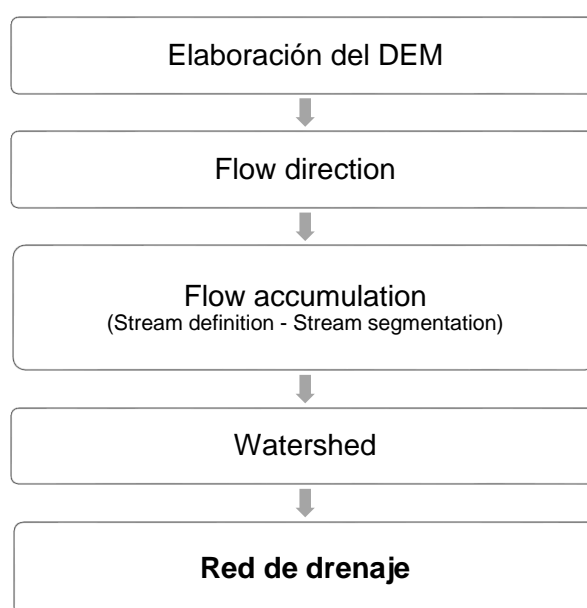 Elaboración del DEM
Flow direction
Flow accumulation
(Stream definition - Stream segmentation)
Watershed
Red de drenaje